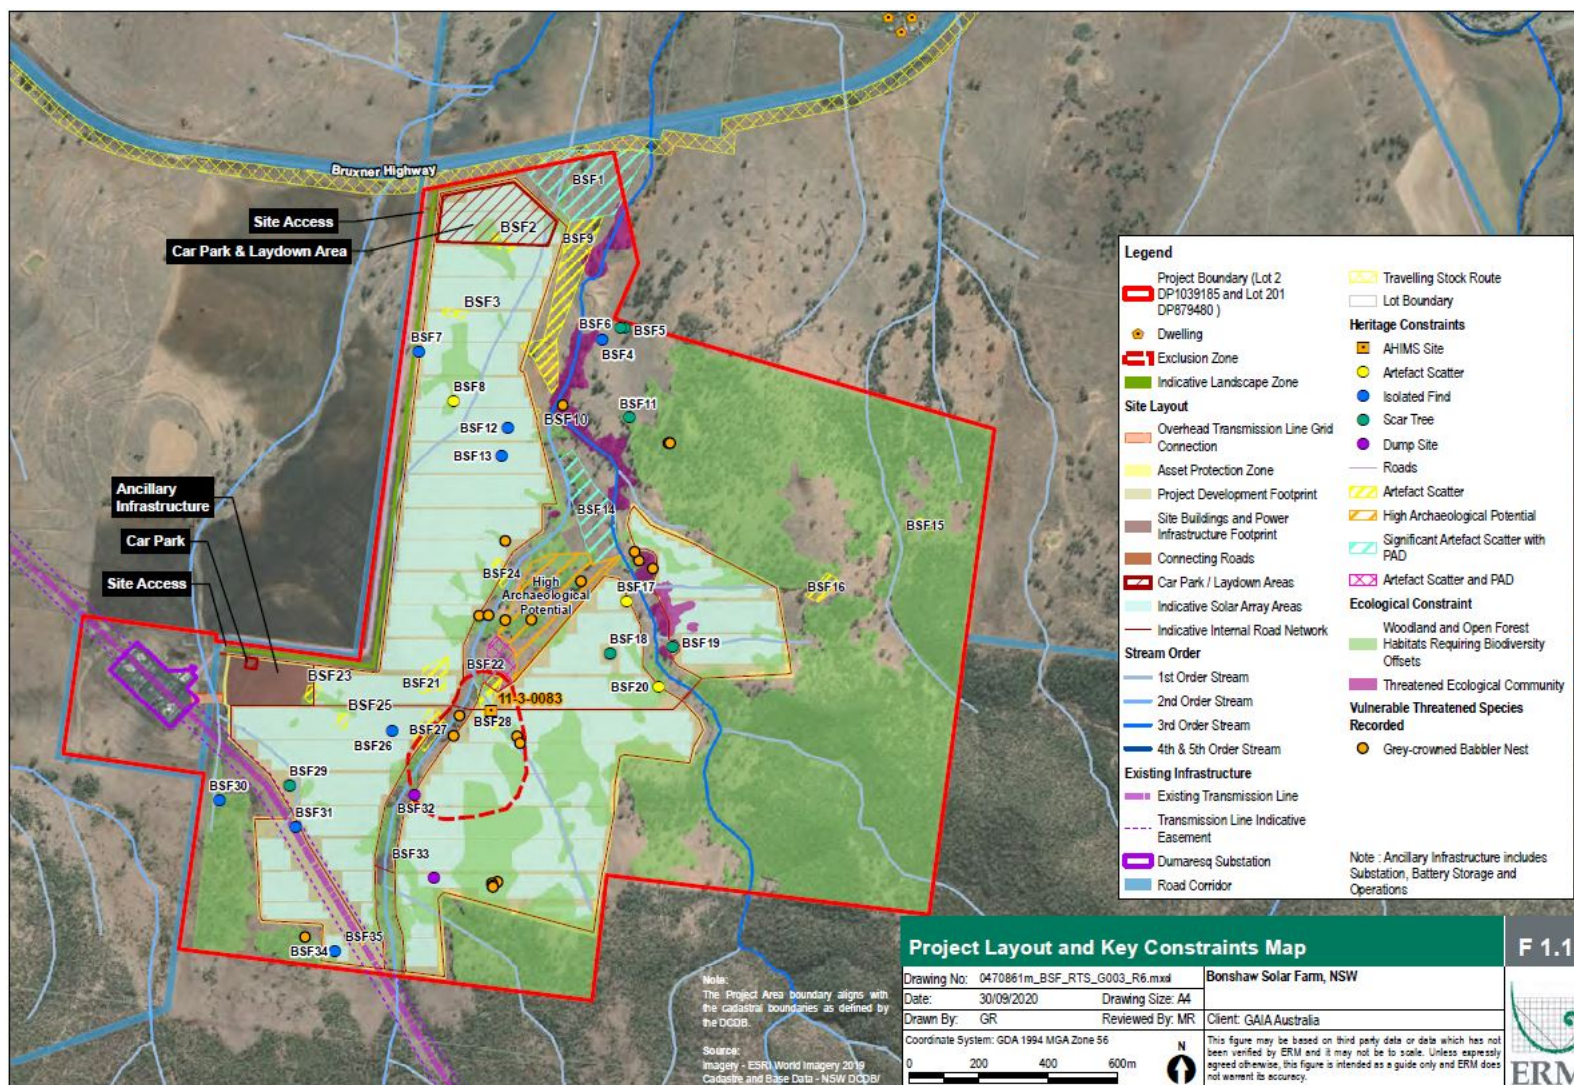 Bruxner Highway
Site Access
Car Park & Laydown Area
BSF1
BSF2
BSF9
BSF3
BSF6
BSF5
BSF4
BSF7
BSF8
BSF10
BSF11
BSF12
BSF13
Ancillary
Infrastructure
Car Park
Site Access
BSF14
BSF15
BSF24
High
Archaeological
Potential
BSF16
BSF17
BSF18
BSF19
BSF22
BSF23
BSF21
BSF20
11-3-0083
BSF25
BSF28
BSF27
BSF26
BSF29
BSF30
BSF32
BSF31
BSF33
BSF35
BSF34
Legend
Project Boundary (Lot 2
DP1039185 and Lot 201
DP879480 )
Dwelling
Exclusion Zone
Indicative Landscape Zone
Site Layout
Overhead Transmission Line Grid
Connection
Asset Protection Zone
Project Development Footprint
Site Buildings and Power
Infrastructure Footprint
Connecting Roads
Car Park / Laydown Areas
Indicative Solar Array Areas
Indicative Internal Road Network
Stream Order
1st Order Stream
2nd Order Stream
3rd Order Stream
4th & 5th Order Stream
Existing Infrastructure
Existing Transmission Line
Transmission Line Indicative
Easement
Dumaresq Substation
Road Corridor
Travelling Stock Route
Lot Boundary
Heritage Constraints
AHIMS Site
Artefact Scatter
Isolated Find
Scar Tree
Dump Site
Roads
Artefact Scatter
High Archaeological Potential
Significant Artefact Scatter with
PAD
Artefact Scatter and PAD
Ecological Constraint
Woodland and Open Forest
Habitats Requiring Biodiversity
Offsets
Threatened Ecological Community
Vulnerable Threatened Species
Recorded
Grey-crowned Babbler Nest
Note : Ancillary Infrastructure includes
Substation, Battery Storage and
Operations
Note:
The Project Area boundary aligns with
the cadastral boundaries as defined by
the DCDB.
Source:
Imagery - ESRI World Imagery 2019
Cadastre and Base Data - NSW DCDB/
Project Layout and Key Constraints Map
F 1.1
Drawing No: 0470861m_BSF_RTS_G003_R6.mxd
Bonshaw Solar Farm, NSW
Date: 30/09/2020 Drawing Size: A4
Drawn By: GR Reviewed By: MR
Client: GAIA Australia
Coordinate System: GDA 1994 MGA Zone 56
N
0 200 400 600m
This figure may be based on third party data or data which has not
been verified by ERM and it may not be to scale. Unless expressly
agreed otherwise, this figure is intended as a guide only and ERM does
not warrant its accuracy.
ERM